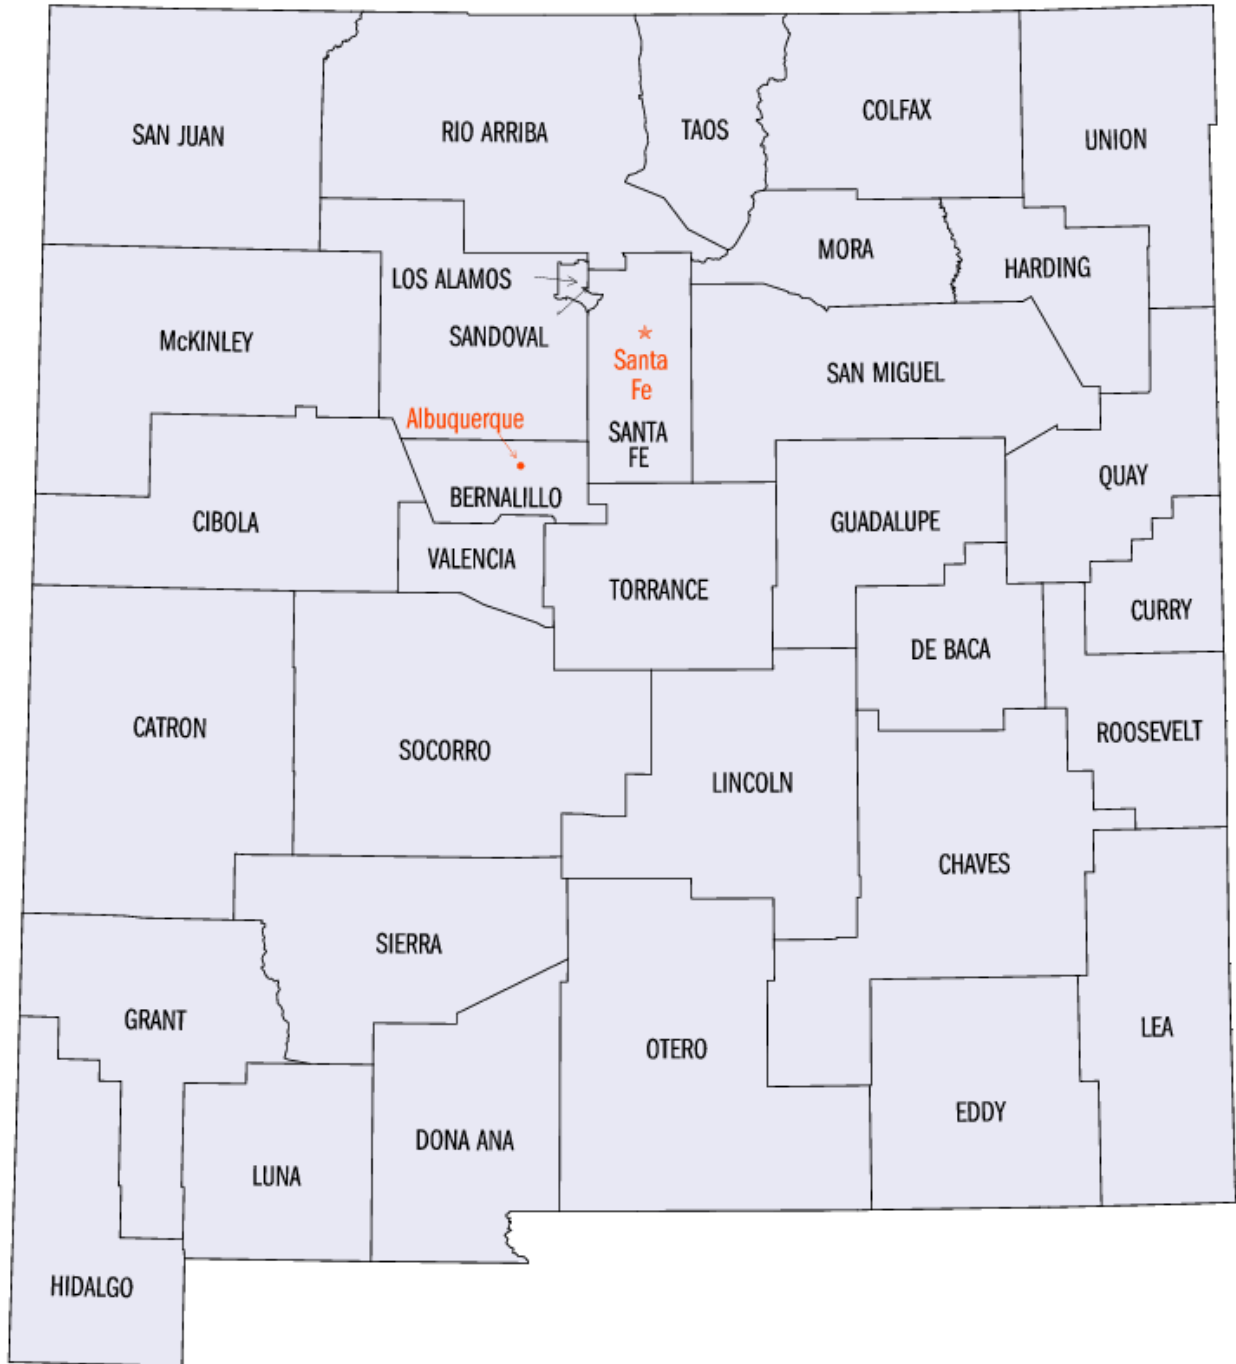 COLFAX
SAN JUAN
RIO ARRIBA
TAOS
UNION
MORA
HARDING
LOS ALAMOS
McKINLEY
SANDOVAL
Santa
Fe
SAN MIGUEL
Albuquerque
SANTA
FE
QUAY
BERNALILLO
CIBOLA
GUADALUPE
VALENCIA
TORRANCE
CURRY
DE BACA
CATRON
ROOSEVELT
SOCORRO
LINCOLN
CHAVES
SIERRA
GRANT
LEA
OTERO
EDDY
DONA ANA
LUNA
HIDALGO